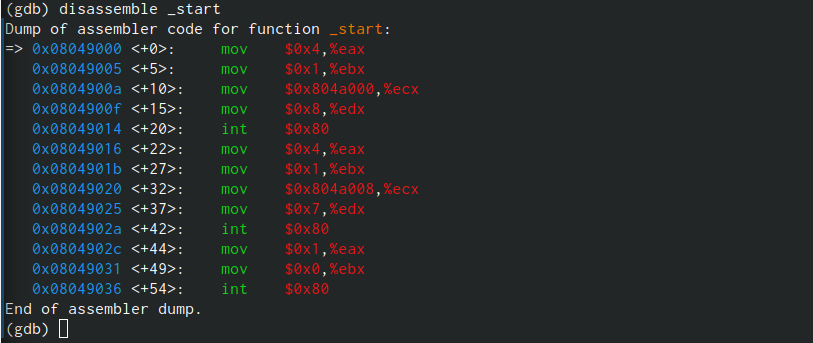 (gdb) disassemble _start
Dump of assembler code for function _start:
=> 0x08049000 <+0>:     mov    $0x4,%eax
   0x08049005 <+5>:     mov    $0x1,%ebx
   0x0804900a <+10>:    mov    $0x804a000,%ecx
   0x0804900f <+15>:    mov    $0x8,%edx
   0x08049014 <+20>:    int    $0x80
   0x08049016 <+22>:    mov    $0x4,%eax
   0x0804901b <+27>:    mov    $0x1,%ebx
   0x08049020 <+32>:    mov    $0x804a008,%ecx
   0x08049025 <+37>:    mov    $0x7,%edx
   0x0804902a <+42>:    int    $0x80
   0x0804902c <+44>:    mov    $0x1,%eax
   0x08049031 <+49>:    mov    $0x0,%ebx
   0x08049036 <+54>:    int    $0x80
End of assembler dump.
(gdb)